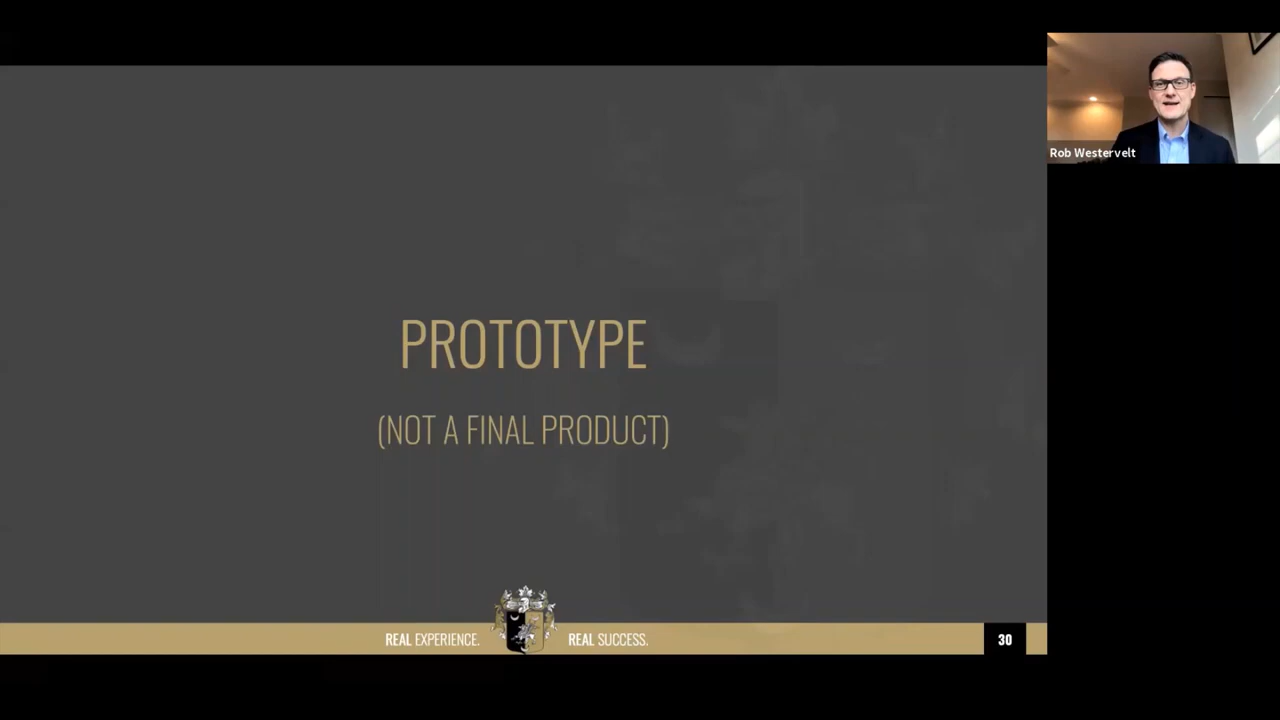 PROTOTYPE
(NOT A FINAL PRODUCT)
REAL EXPERIENCE. REAL SUCCESS.
30
Rob Westervelt